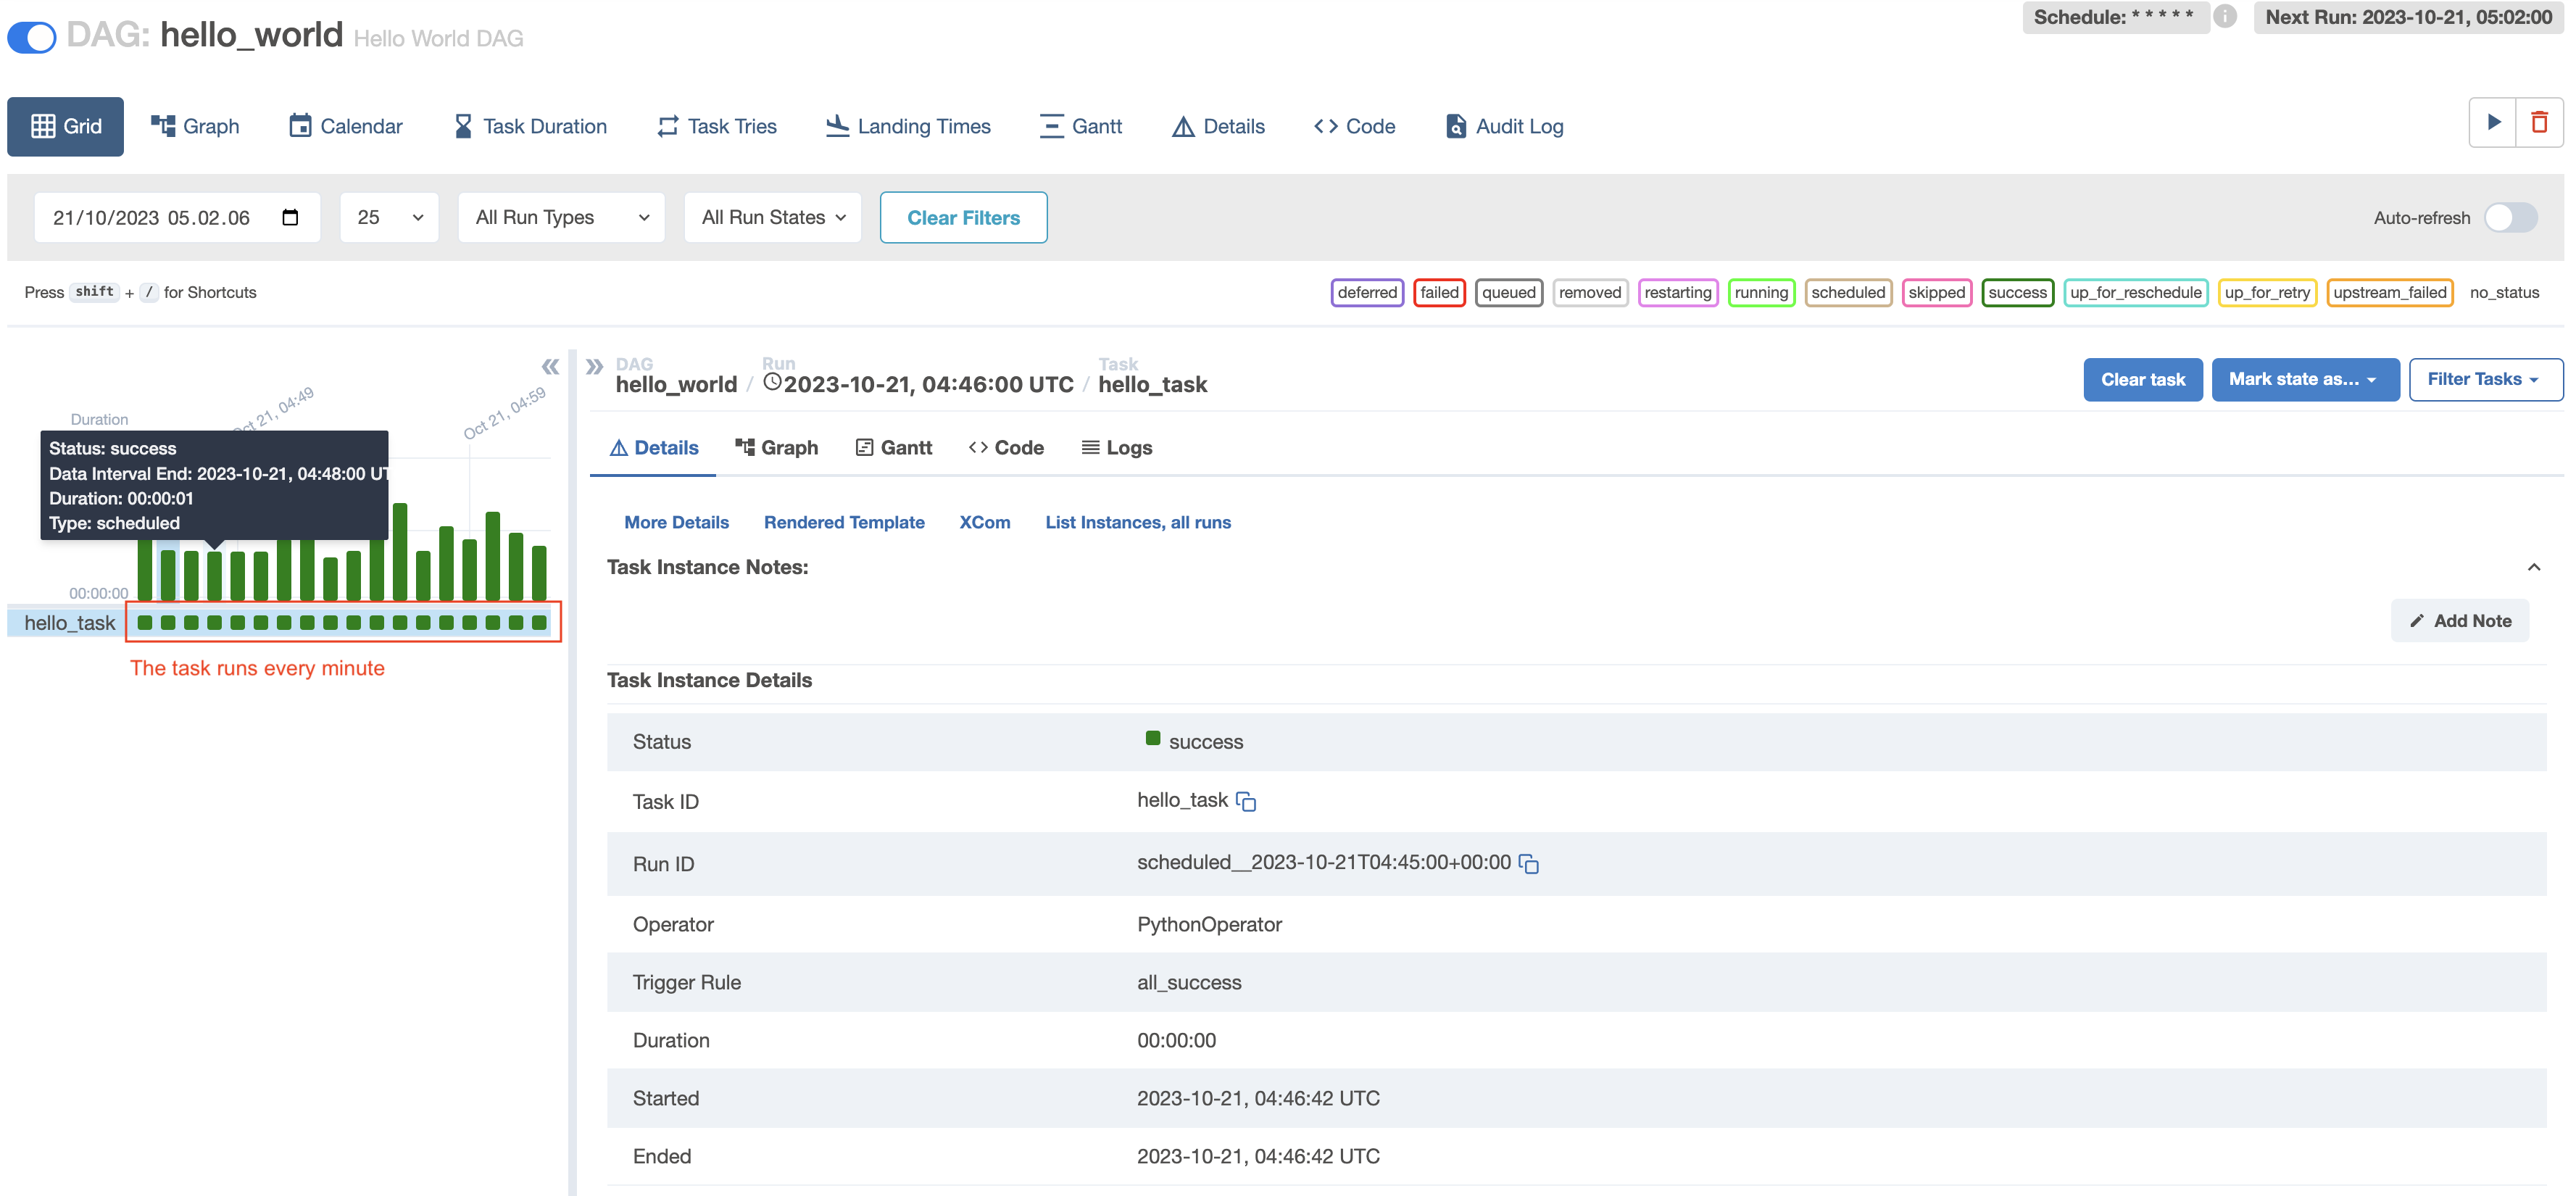 DAG: hello_world Hello World DAG
Schedule: * * * * *
Next Run: 2023-10-21, 05:02:00
Grid
Graph
Calendar
Task Duration
Task Tries
Landing Times
Gantt
Details
Code
Audit Log
21/10/2023 05.02.06
25
All Run Types
All Run States
Clear Filters
Auto-refresh
Press shift + / for Shortcuts
deferred
failed
queued
removed
restarting
running
scheduled
skipped
success
up_for_reschedule
up_for_retry
upstream_failed
no_status
Duration
Oct 21, 04:49
Oct 21, 04:59
Status: success
Data Interval End: 2023-10-21, 04:48:00 UT
Duration: 00:00:01
Type: scheduled
00:00:00
hello_task
The task runs every minute
DAG
hello_world /
Run
2023-10-21, 04:46:00 UTC /
Task
hello_task
Clear task
Mark state as...
Filter Tasks
Details
Graph
Gantt
Code
Logs
More Details
Rendered Template
XCom
List Instances, all runs
Task Instance Notes:
Add Note
Task Instance Details
Status success
Task ID hello_task
Run ID scheduled__2023-10-21T04:45:00+00:00
Operator PythonOperator
Trigger Rule all_success
Duration 00:00:00
Started 2023-10-21, 04:46:42 UTC
Ended 2023-10-21, 04:46:42 UTC